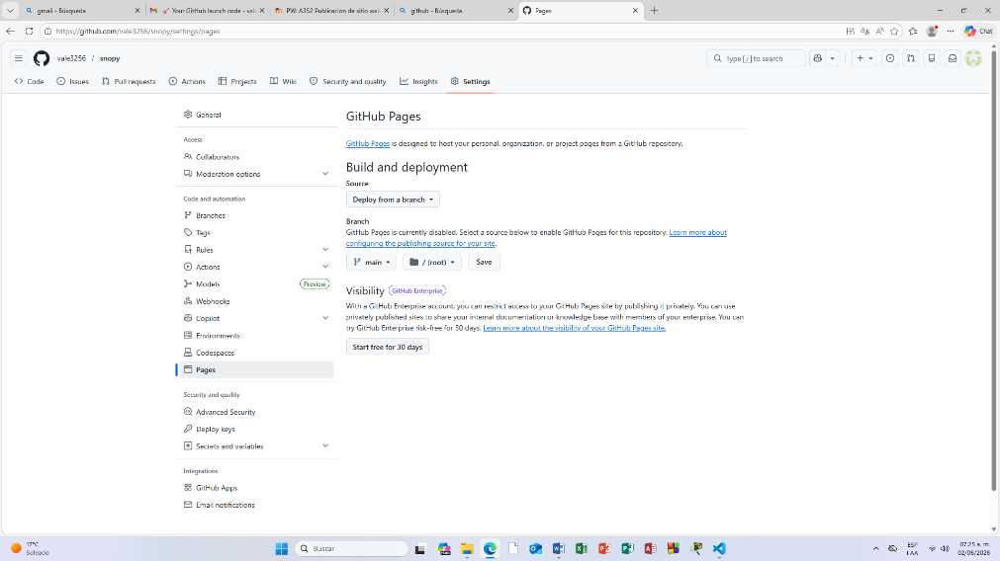 gmail - Búsqueda
Your GitHub launch code - vale
PW: A3S2 Publicacion de sitio web
github - Búsqueda
Pages
https://github.com/vale3256/snopy/settings/pages
Chat
vale3256 / snopy
Type / to search
Code
Issues
Pull requests
Actions
Projects
Wiki
Security and quality
Insights
Settings
General
Access
Collaborators
Moderation options
Code and automation
Branches
Tags
Rules
Actions
Models Preview
Webhooks
Copilot
Environments
Codespaces
Pages
Security and quality
Advanced Security
Deploy keys
Secrets and variables
Integrations
GitHub Apps
Email notifications
GitHub Pages
GitHub Pages is designed to host your personal, organization, or project pages from a GitHub repository.
Build and deployment
Source
Deploy from a branch
Branch
GitHub Pages is currently disabled. Select a source below to enable GitHub Pages for this repository. Learn more about
configuring the publishing source for your site.
main / (root) Save
Visibility GitHub Enterprise
With a GitHub Enterprise account, you can restrict access to your GitHub Pages site by publishing it privately. You can use
privately published sites to share your internal documentation or knowledge base with members of your enterprise. You can
try GitHub Enterprise risk-free for 30 days. Learn more about the visibility of your GitHub Pages site.
Start free for 30 days
17°C
Soleado
Buscar
ESP
LAA
07:25 a. m.
02/06/2026